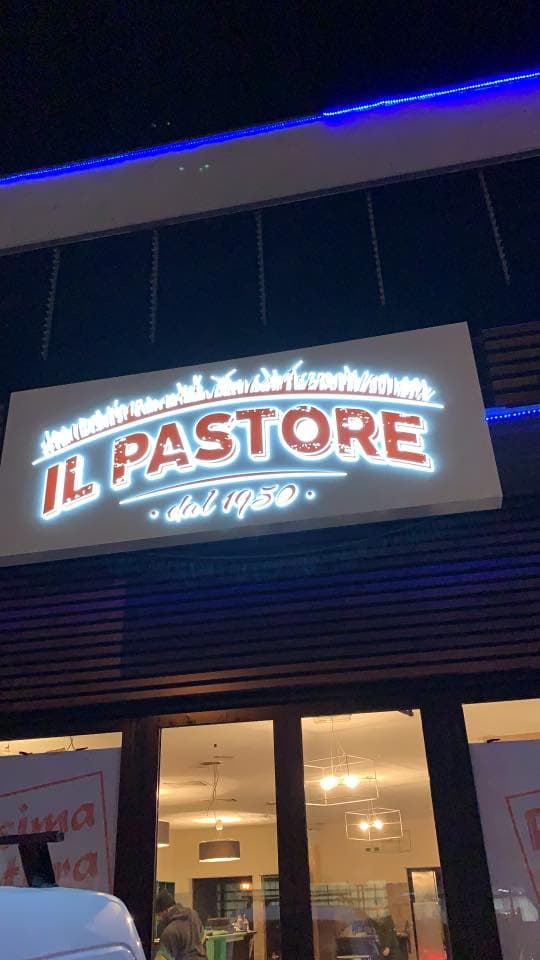 IL PASTORE
· dal 1950 ·